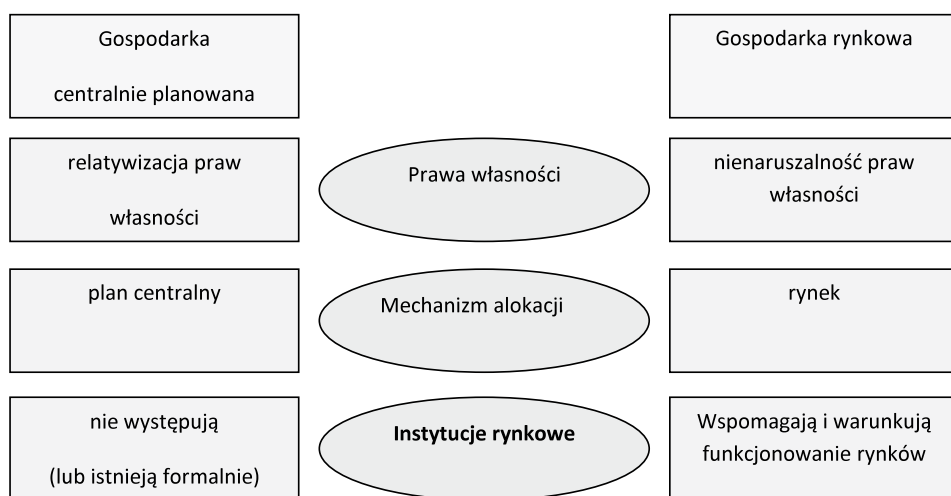 Gospodarka
centralnie planowana
Gospodarka rynkowa
relatywizacja praw
własności
Prawa własności
nienaruszalność praw
własności
plan centralny
Mechanizm alokacji
rynek
nie występują
(lub istnieją formalnie)
Instytucje rynkowe
Wspomagają i warunkują
funkcjonowanie rynków